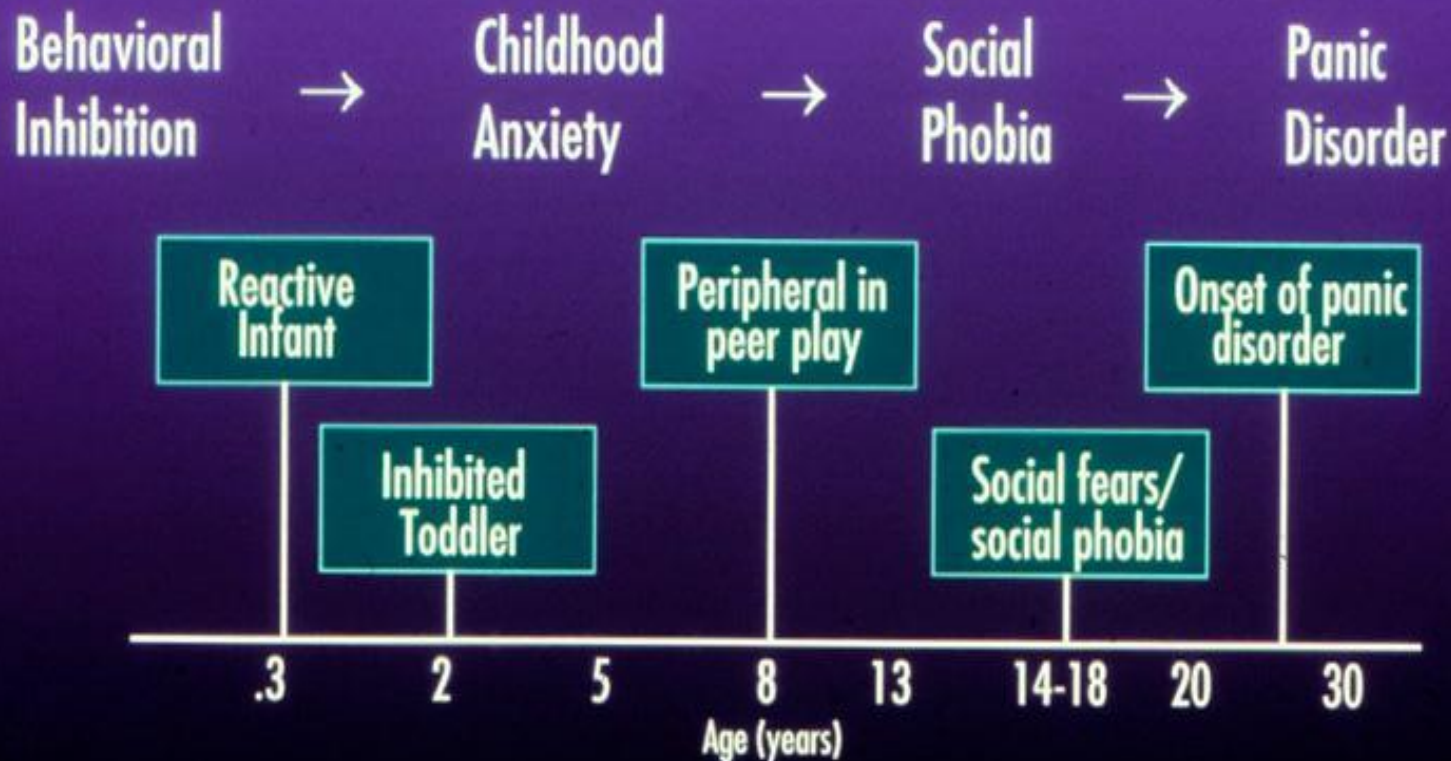 Behavioral
Inhibition
→
Childhood
Anxiety
→
Social
Phobia
→
Panic
Disorder
Reactive
Infant
Peripheral in
peer play
Onset of panic
disorder
Inhibited
Toddler
Social fears/
social phobia
.3 2 5 8 13 14-18 20 30
Age (years)